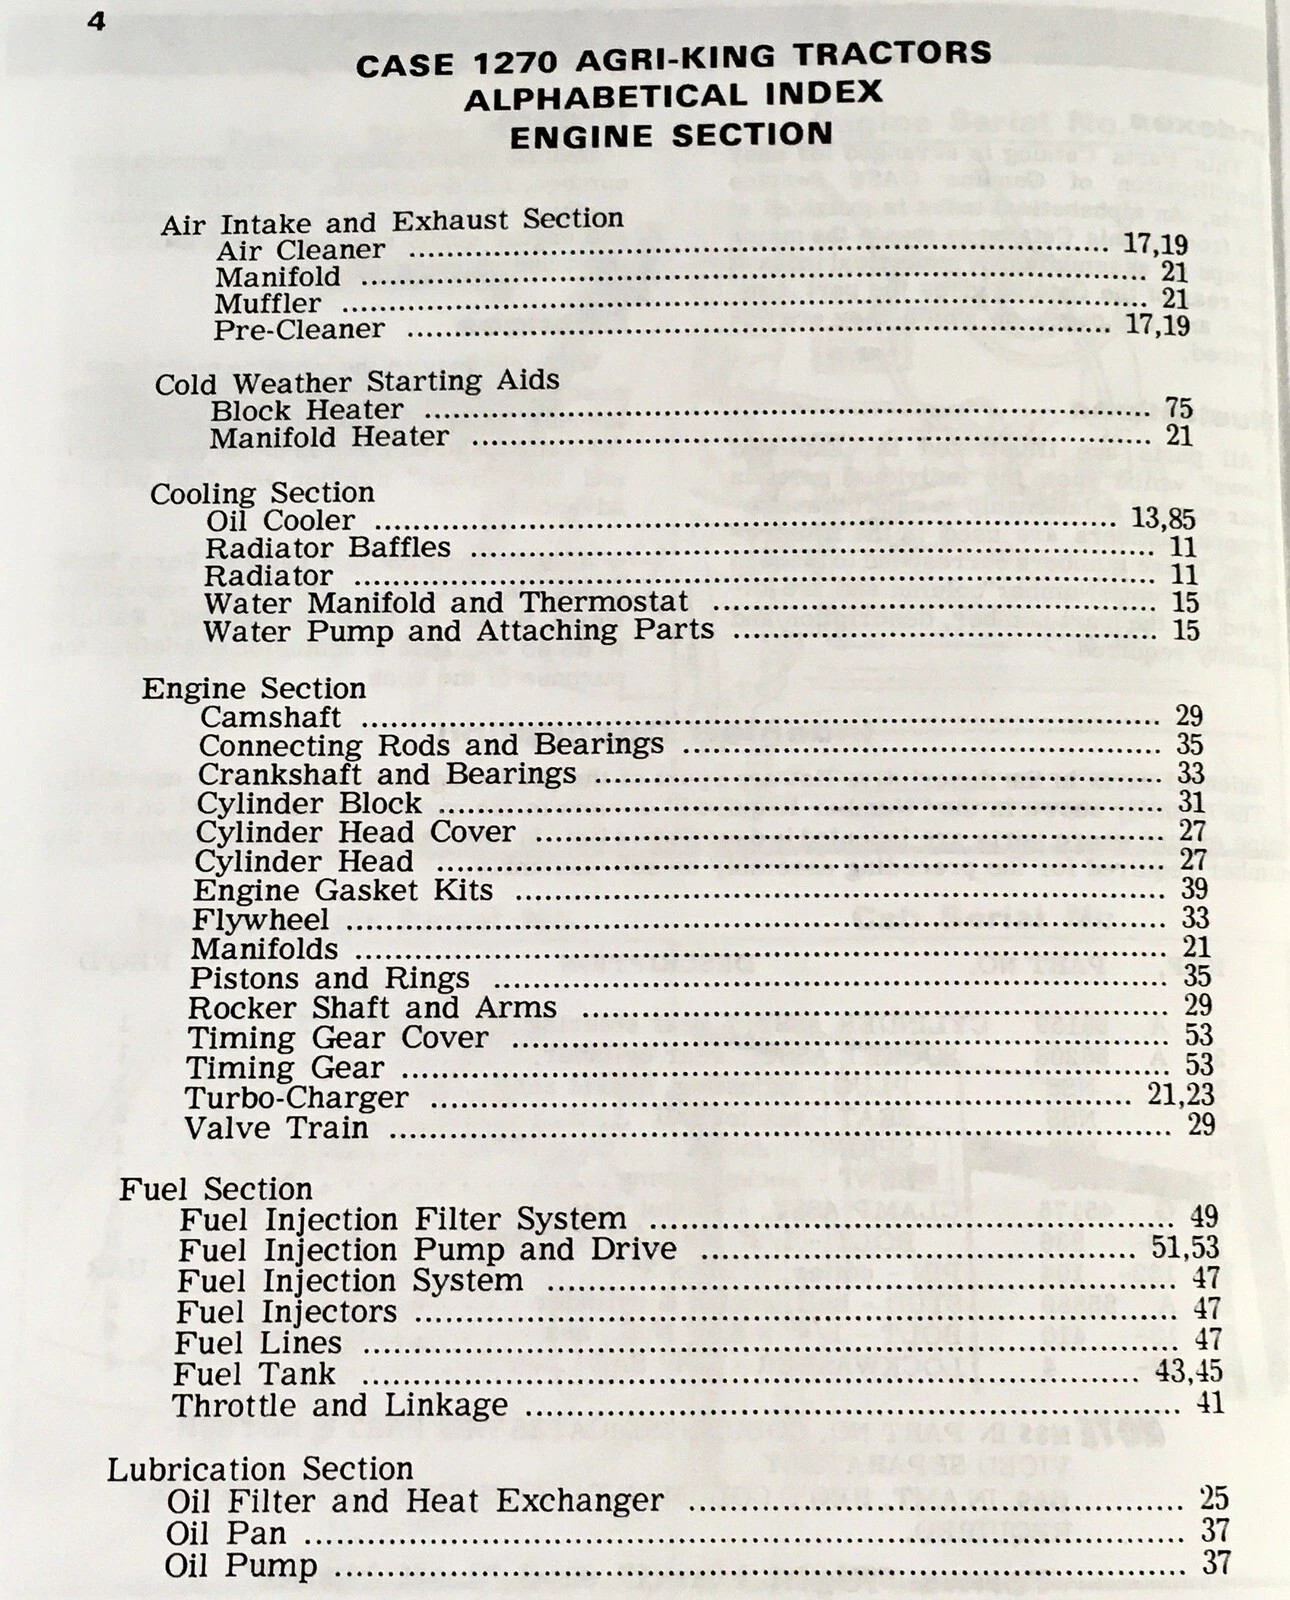 4
CASE 1270 AGRI-KING TRACTORS
ALPHABETICAL INDEX
ENGINE SECTION
Air Intake and Exhaust Section
Air Cleaner ........ 17,19
Manifold ........ 21
Muffler ........ 21
Pre-Cleaner ........ 17,19
Cold Weather Starting Aids
Block Heater ........ 75
Manifold Heater ........ 21
Cooling Section
Oil Cooler ........ 13,85
Radiator Baffles ........ 11
Radiator ........ 11
Water Manifold and Thermostat ........ 15
Water Pump and Attaching Parts ........ 15
Engine Section
Camshaft ........ 29
Connecting Rods and Bearings ........ 35
Crankshaft and Bearings ........ 33
Cylinder Block ........ 31
Cylinder Head Cover ........ 27
Cylinder Head ........ 27
Engine Gasket Kits ........ 39
Flywheel ........ 33
Manifolds ........ 21
Pistons and Rings ........ 35
Rocker Shaft and Arms ........ 29
Timing Gear Cover ........ 53
Timing Gear ........ 53
Turbo-Charger ........ 21,23
Valve Train ........ 29
Fuel Section
Fuel Injection Filter System ........ 49
Fuel Injection Pump and Drive ........ 51,53
Fuel Injection System ........ 47
Fuel Injectors ........ 47
Fuel Lines ........ 47
Fuel Tank ........ 43,45
Throttle and Linkage ........ 41
Lubrication Section
Oil Filter and Heat Exchanger ........ 25
Oil Pan ........ 37
Oil Pump ........ 37